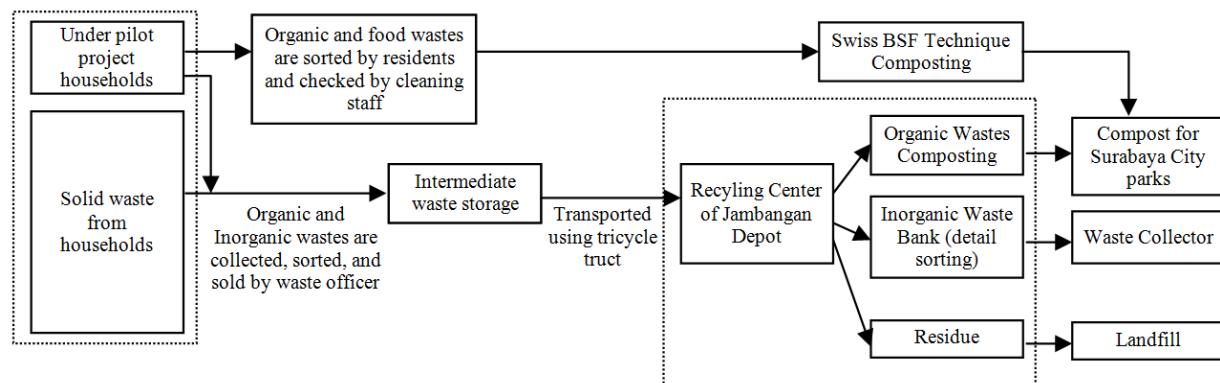 Under pilot
project
households
Organic and food wastes
are sorted by residents
and checked by cleaning
staff
Swiss BSF Technique
Composting
Solid waste
from
households
Organic and
Inorganic wastes are
collected, sorted, and
sold by waste officer
Intermediate
waste storage
Transported
using tricycle
truct
Recyling Center
of Jambangan
Depot
Organic Wastes
Composting
Inorganic Waste
Bank (detail
sorting)
Residue
Compost for
Surabaya City
parks
Waste Collector
Landfill